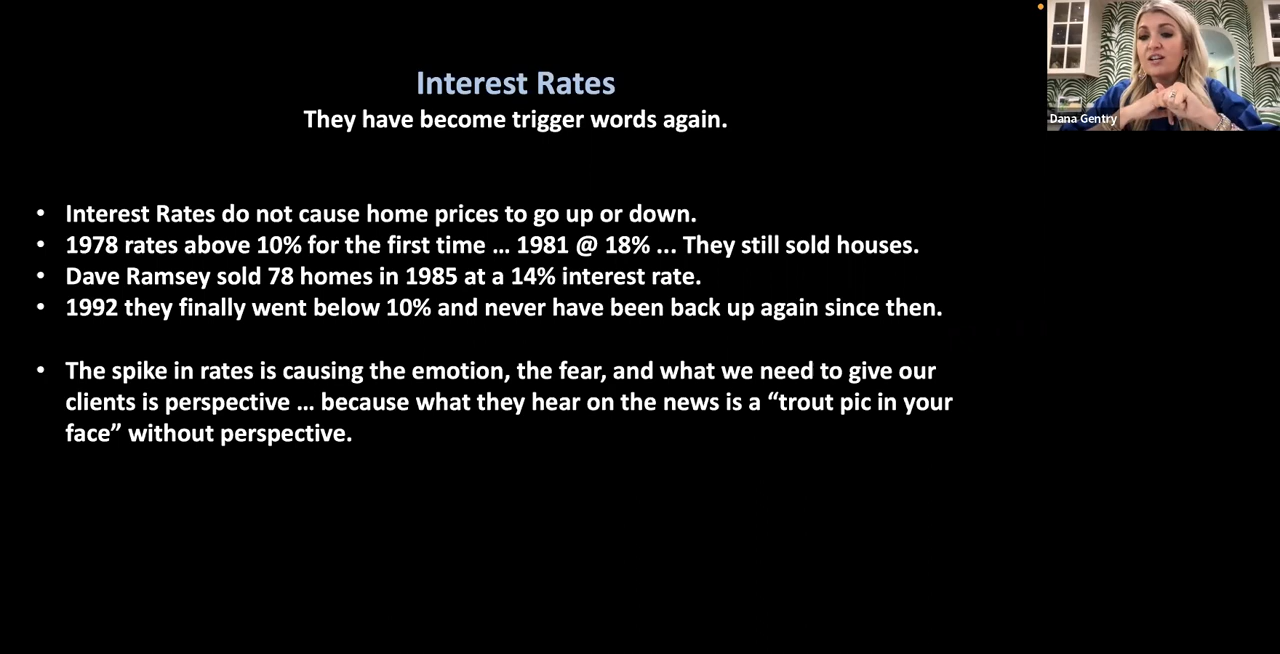 Interest Rates
They have become trigger words again.
Dana Gentry
• Interest Rates do not cause home prices to go up or down.
• 1978 rates above 10% for the first time … 1981 @ 18% ... They still sold houses.
• Dave Ramsey sold 78 homes in 1985 at a 14% interest rate.
• 1992 they finally went below 10% and never have been back up again since then.
• The spike in rates is causing the emotion, the fear, and what we need to give our
clients is perspective … because what they hear on the news is a “trout pic in your
face” without perspective.